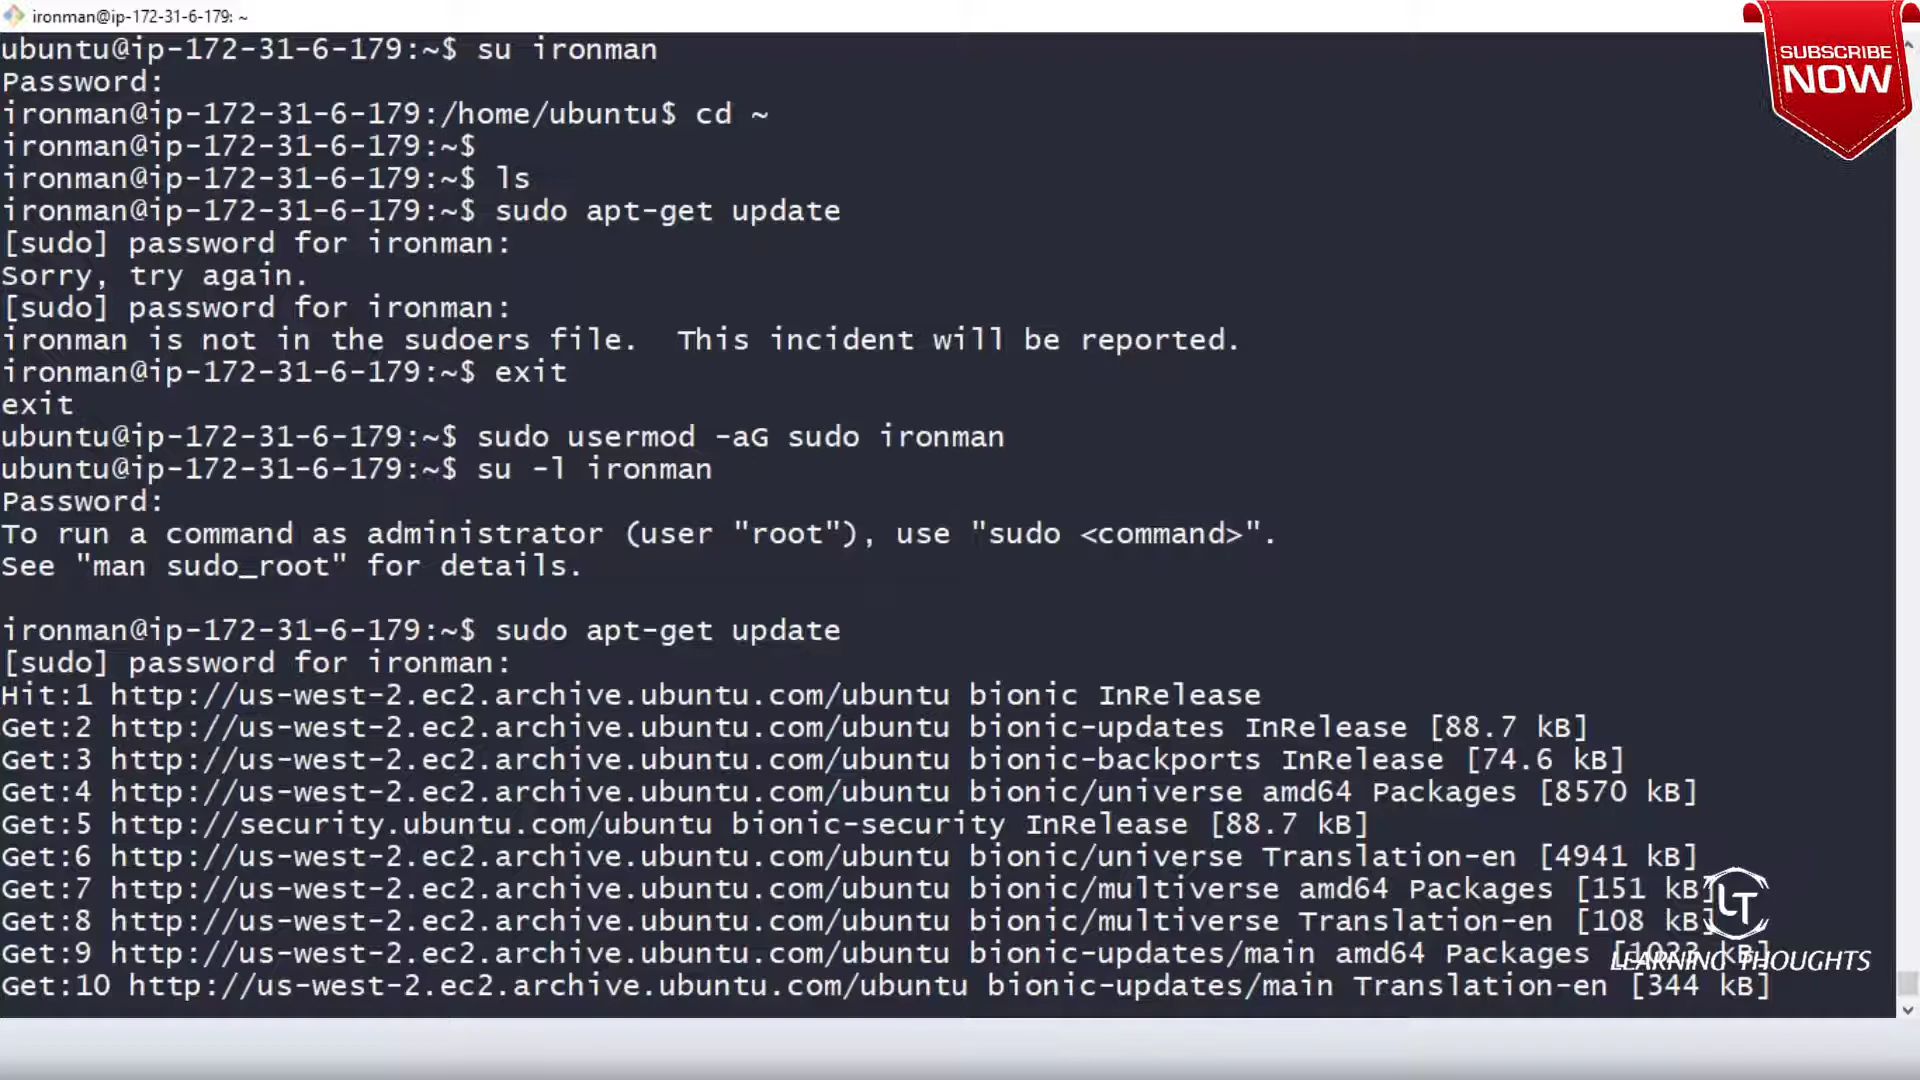 ironman@ip-172-31-6-179: ~
SUBSCRIBE
NOW
ubuntu@ip-172-31-6-179:~$ su ironman
Password:
ironman@ip-172-31-6-179:/home/ubuntu$ cd ~
ironman@ip-172-31-6-179:~$
ironman@ip-172-31-6-179:~$ ls
ironman@ip-172-31-6-179:~$ sudo apt-get update
[sudo] password for ironman:
Sorry, try again.
[sudo] password for ironman:
ironman is not in the sudoers file.  This incident will be reported.
ironman@ip-172-31-6-179:~$ exit
exit
ubuntu@ip-172-31-6-179:~$ sudo usermod -aG sudo ironman
ubuntu@ip-172-31-6-179:~$ su -l ironman
Password:
To run a command as administrator (user "root"), use "sudo <command>".
See "man sudo_root" for details.
ironman@ip-172-31-6-179:~$ sudo apt-get update
[sudo] password for ironman:
Hit:1 http://us-west-2.ec2.archive.ubuntu.com/ubuntu bionic InRelease
Get:2 http://us-west-2.ec2.archive.ubuntu.com/ubuntu bionic-updates InRelease [88.7 kB]
Get:3 http://us-west-2.ec2.archive.ubuntu.com/ubuntu bionic-backports InRelease [74.6 kB]
Get:4 http://us-west-2.ec2.archive.ubuntu.com/ubuntu bionic/universe amd64 Packages [8570 kB]
Get:5 http://security.ubuntu.com/ubuntu bionic-security InRelease [88.7 kB]
Get:6 http://us-west-2.ec2.archive.ubuntu.com/ubuntu bionic/universe Translation-en [4941 kB]
Get:7 http://us-west-2.ec2.archive.ubuntu.com/ubuntu bionic/multiverse amd64 Packages [151 kB]
Get:8 http://us-west-2.ec2.archive.ubuntu.com/ubuntu bionic/multiverse Translation-en [108 kB]
Get:9 http://us-west-2.ec2.archive.ubuntu.com/ubuntu bionic-updates/main amd64 Packages kB]
Get:10 http://us-west-2.ec2.archive.ubuntu.com/ubuntu bionic-updates/main Translation-en [344 kB]
LT
LEARNING THOUGHTS